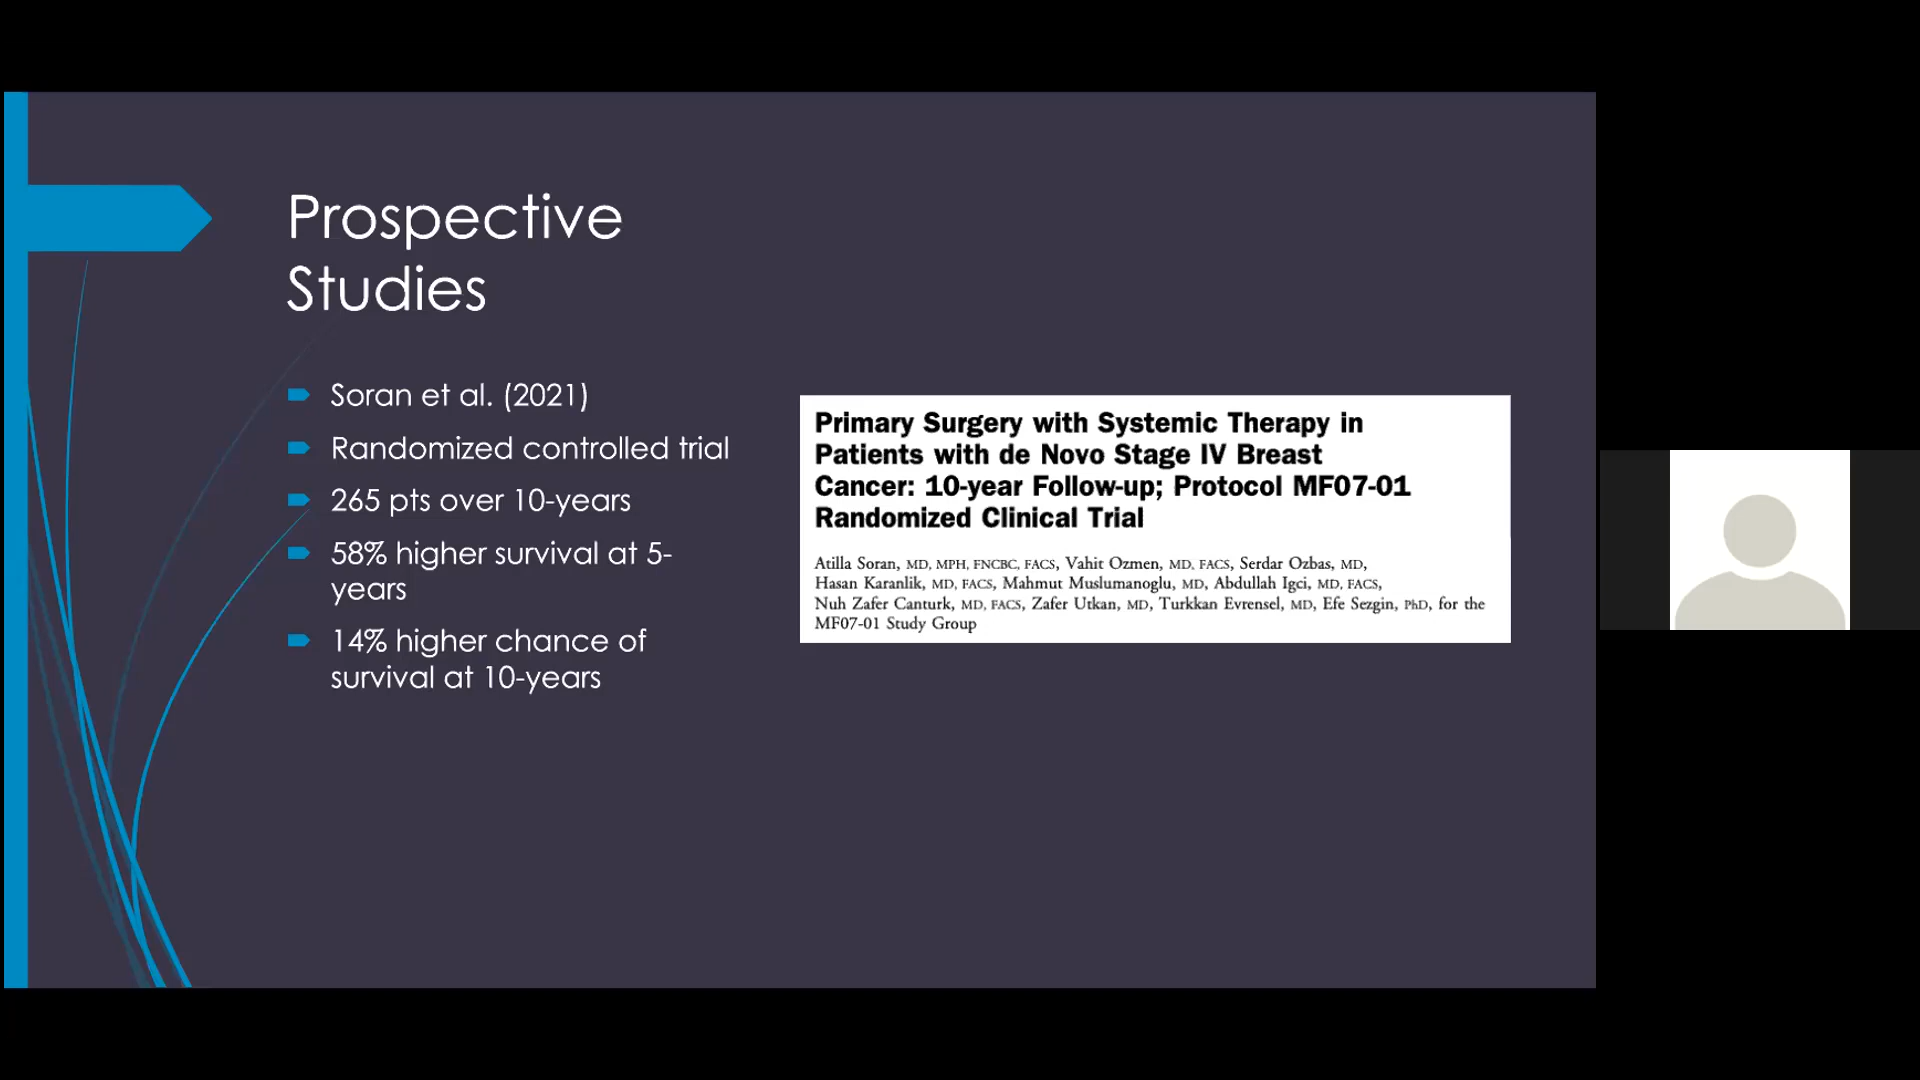 Prospective
Studies
Soran et al. (2021)
Randomized controlled trial
265 pts over 10-years
58% higher survival at 5-
years
14% higher chance of
survival at 10-years
Primary Surgery with Systemic Therapy in
Patients with de Novo Stage IV Breast
Cancer: 10-year Follow-up; Protocol MF07-01
Randomized Clinical Trial
Atilla Soran, MD, MPH, FNCBC, FACS, Vahit Ozmen, MD, FACS, Serdar Ozbas, MD,
Hasan Karanlik, MD, FACS, Mahmut Muslumanoglu, MD, Abdullah Igci, MD, FACS,
Nuh Zafer Canturk, MD, FACS, Zafer Utkan, MD, Turkkan Evrensel, MD, Efe Sezgin, PhD, for the
MF07-01 Study Group